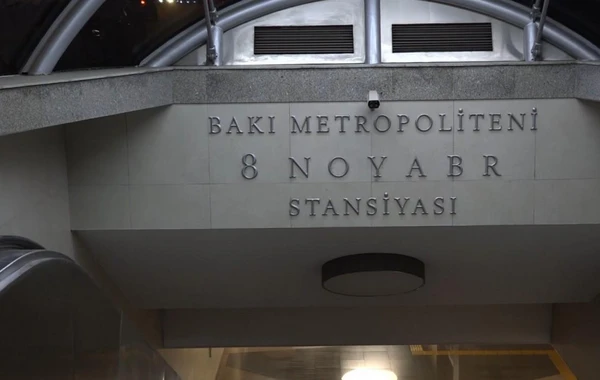 BAKI METROPOLİTENİ
8 NOYABR
STANSİYASI